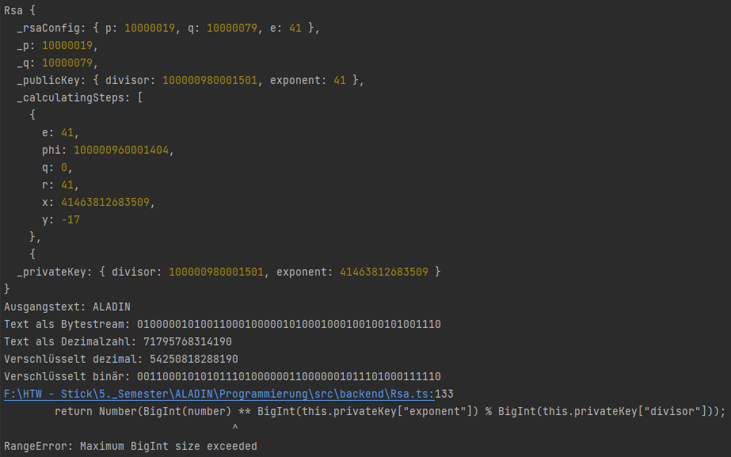 Rsa {
  _rsaConfig: { p: 10000019, q: 10000079, e: 41 },
  _p: 10000019,
  _q: 10000079,
  _publicKey: { divisor: 100000980001501, exponent: 41 },
  _calculatingSteps: [
    {
      e: 41,
      phi: 100000960001404,
      q: 0,
      r: 41,
      x: 41463812683509,
      y: -17
    },
    {
  _privateKey: { divisor: 100000980001501, exponent: 41463812683509 }
}
Ausgangstext: ALADIN
Text als Bytestream: 010000010100110001000001010001000100100101001110
Text als Dezimalzahl: 71795768314190
Verschlüsselt dezimal: 54250818288190
Verschlüsselt binär: 001100010101011101000000110000001011101000111110
F:\HTW - Stick\5._Semester\ALADIN\Programmierung\src\backend\Rsa.ts:133
        return Number(BigInt(number) ** BigInt(this.privateKey["exponent"]) % BigInt(this.privateKey["divisor"]));
                                     ^
RangeError: Maximum BigInt size exceeded